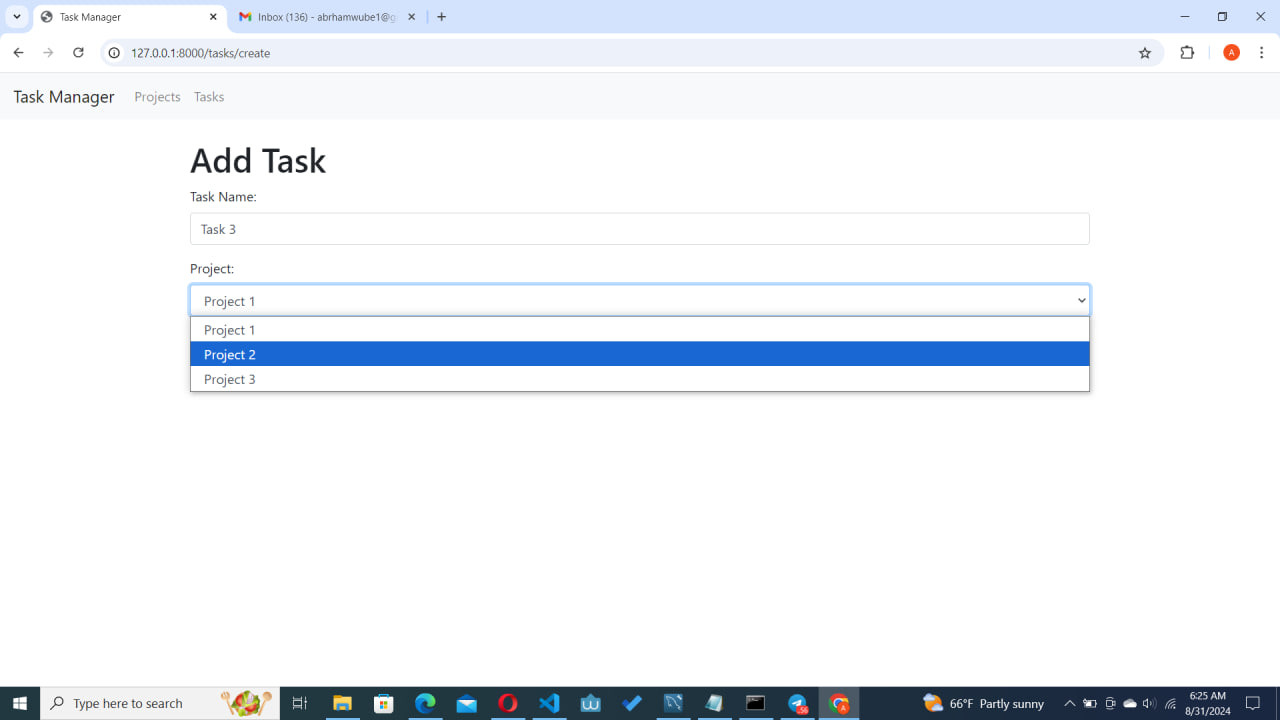 Task Manager
Inbox (136) - abrhamwube1@g
127.0.0.1:8000/tasks/create
A
Task Manager
Projects
Tasks
Add Task
Task Name:
Task 3
Project:
Project 1
Project 1
Project 2
Project 3
Type here to search
56
A
66°F Partly sunny
6:25 AM
8/31/2024